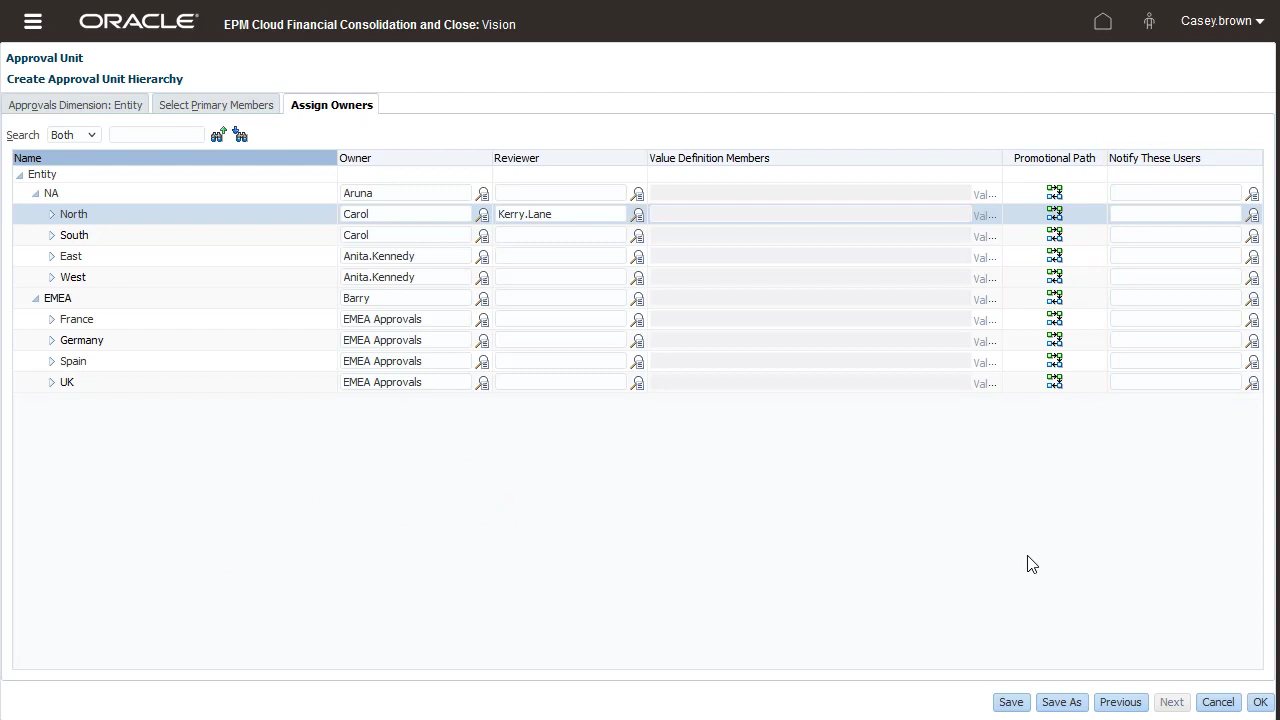 ORACLE EPM Cloud Financial Consolidation and Close: Vision Casey.brown
Approval Unit
Create Approval Unit Hierarchy
Approvals Dimension: Entity Select Primary Members Assign Owners
Search Both
Name Owner Reviewer Value Definition Members Promotional Path Notify These Users
Entity
NA Aruna Val...
North Carol Kerry.Lane Val...
South Carol Val...
East Anita.Kennedy Val...
West Anita.Kennedy Val...
EMEA Barry Val...
France EMEA Approvals Val...
Germany EMEA Approvals Val...
Spain EMEA Approvals Val...
UK EMEA Approvals Val...
Save Save As Previous Next Cancel OK